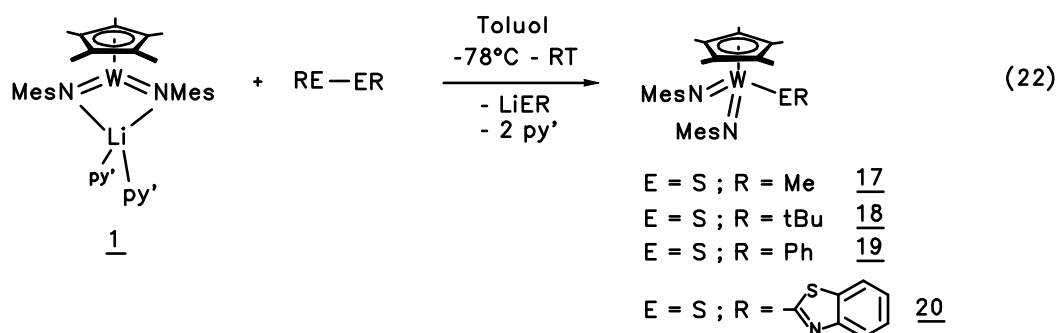 Toluol
-78°C - RT
- LiER
- 2 py'
W
MesN NMes
Li
py'
py'
1
+ RE—ER
W
MesN ER
MesN
(22)
E = S ; R = Me 17
E = S ; R = tBu 18
E = S ; R = Ph 19
E = S ; R = S N 20